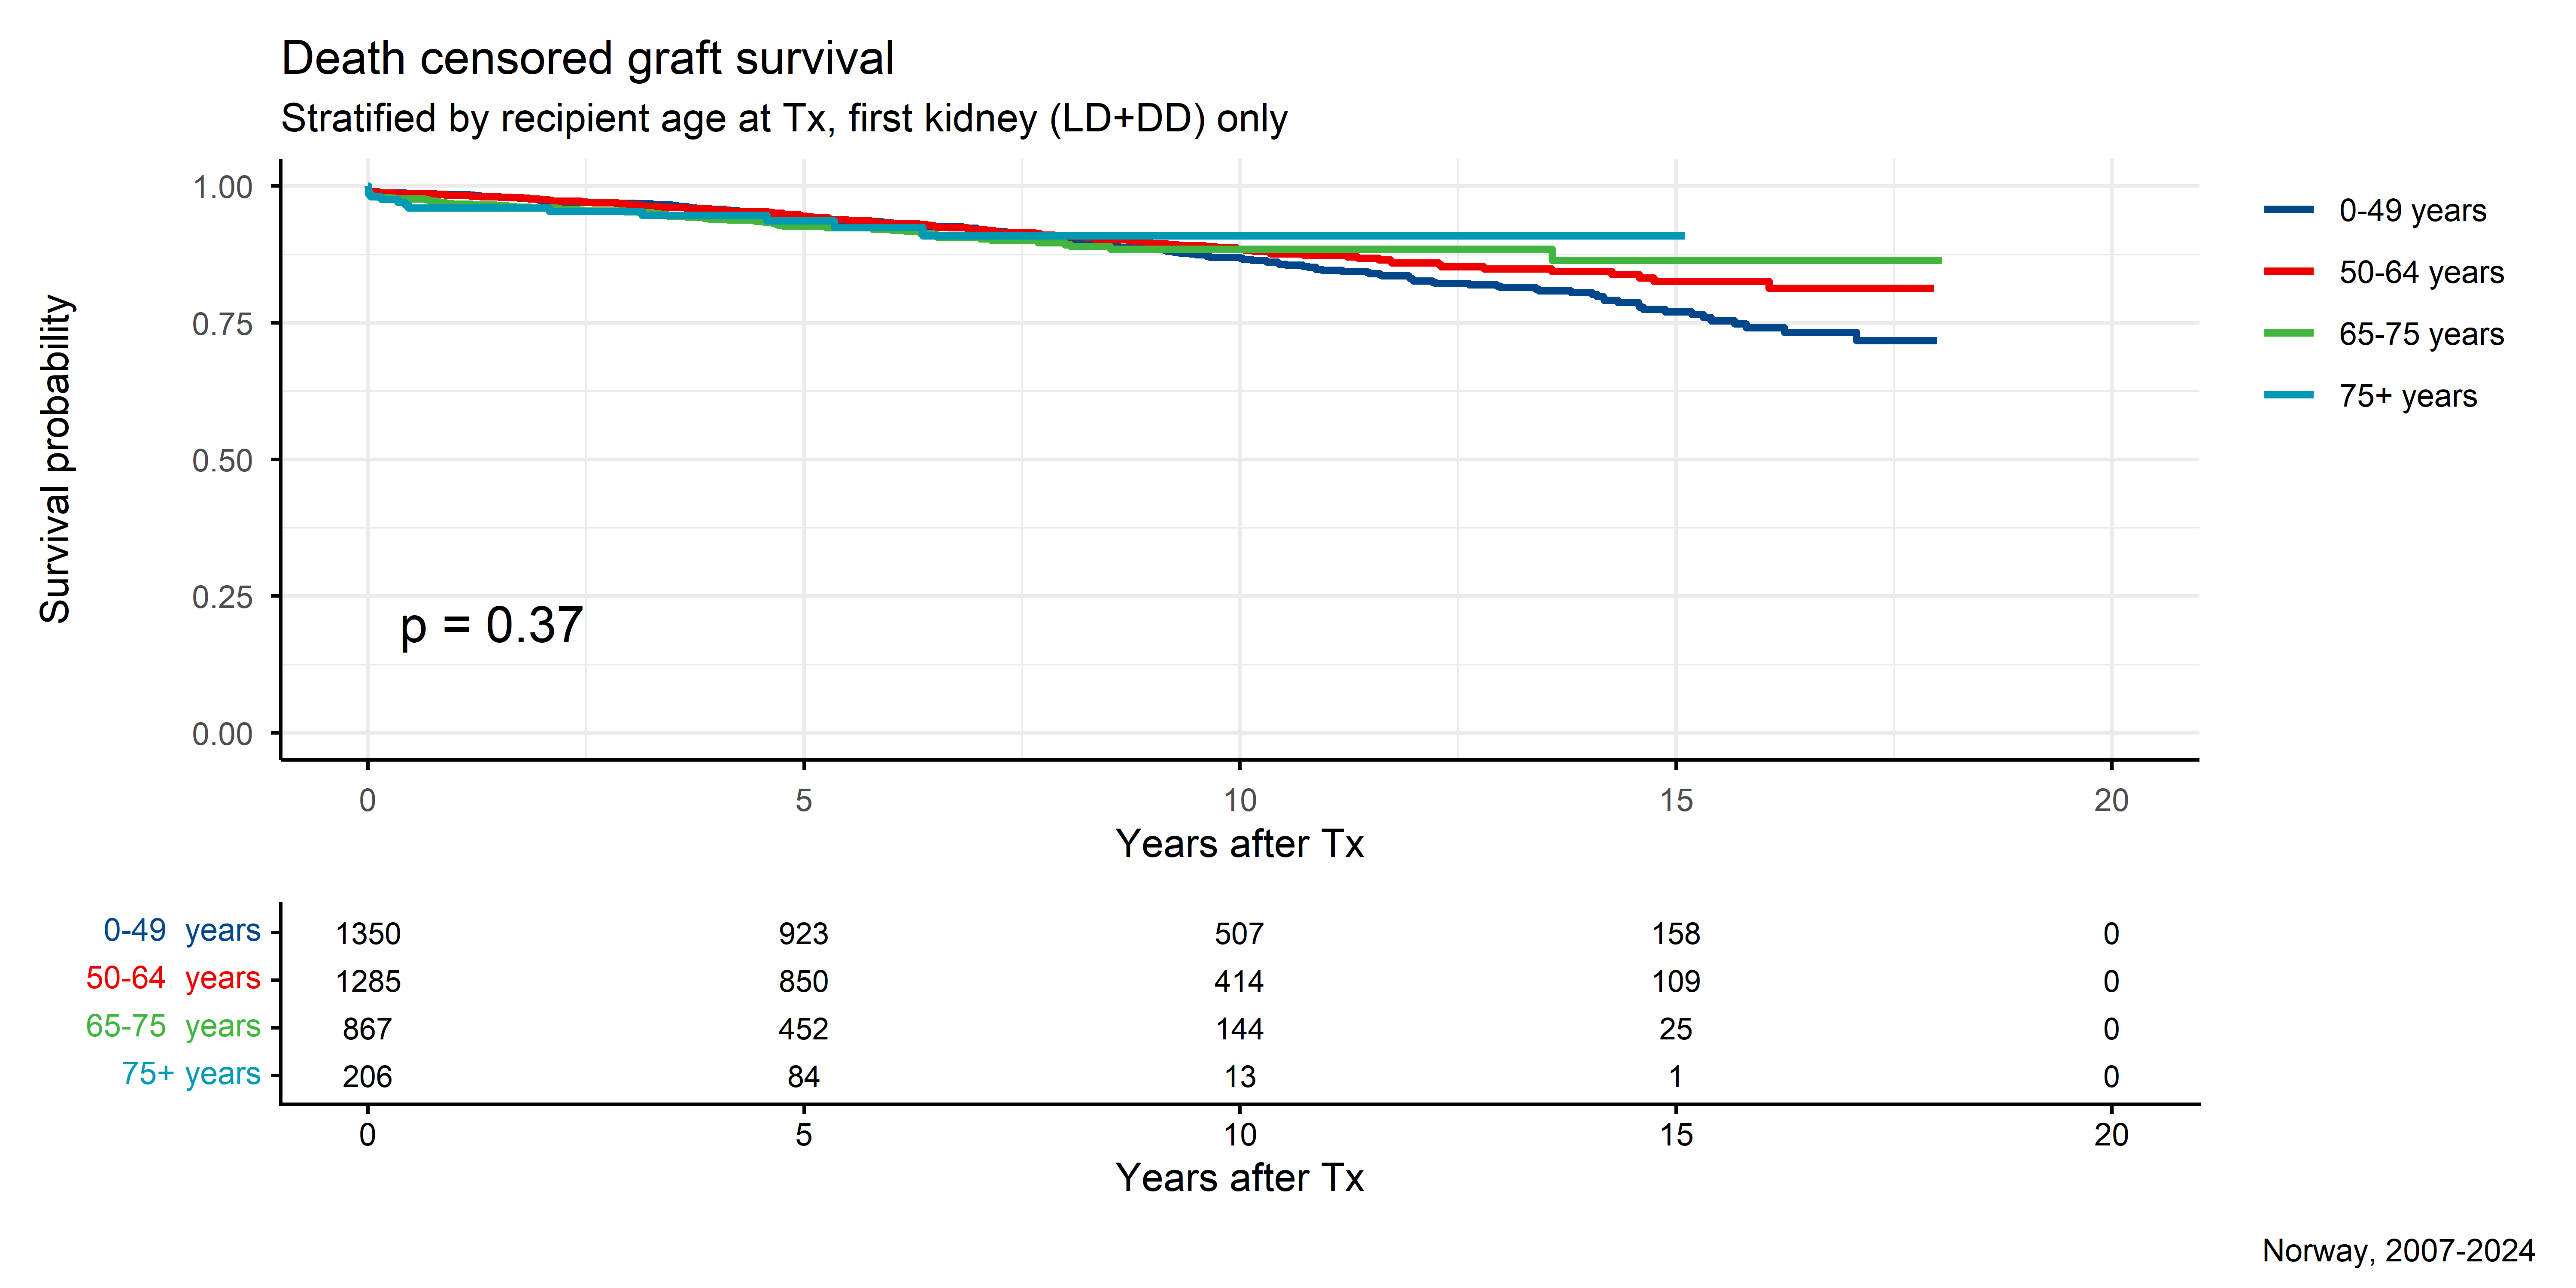 Death censored graft survival
Stratified by recipient age at Tx, first kidney (LD+DD) only
Survival probability
1.00
0.75
0.50
0.25
0.00
p = 0.37
0 5 10 15 20
Years after Tx
0-49 years
50-64 years
65-75 years
75+ years
0-49 years 1350 923 507 158 0
50-64 years 1285 850 414 109 0
65-75 years 867 452 144 25 0
75+ years 206 84 13 1 0
0 5 10 15 20
Years after Tx
Norway, 2007-2024